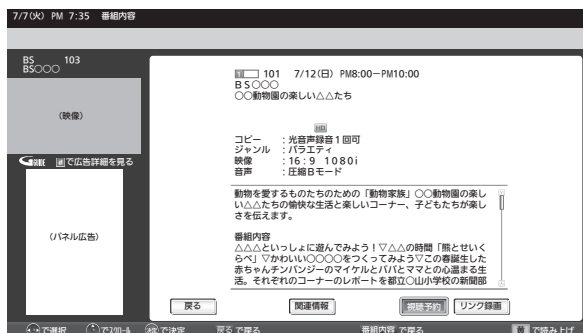 7/7(火) PM 7:35 番組内容
BS 103
BS○○○
(映像)
で広告詳細を見る
(パネル広告)
101 7/12(日) PM8:00-PM10:00
BS○○○
○○動物園の楽しい△△たち
コピー :光音声録音1回可
ジャンル :バラエティ
映像 :16:9 1080i
音声 :圧縮Bモード
動物を愛するものたちのための「動物家族」○○動物園の楽し
い△△たちの愉快な生活と楽しいコーナー、子どもたちが楽し
さを伝えます。
番組内容
△△△といっしょに遊んでみよう!▽△△の時間「熊とせいく
らべ」▽かわいい○○○○をつくってみよう▽この春誕生した
赤ちゃんチンパンジーのマイケルとパパとママとの心温まる生
活。それぞれのコーナーのレポートを都立○山小学校の新聞部
戻る 関連情報 視聴予約 リンク録画
で選択 でスクロール で決定 戻る で戻る 番組内容 で戻る で読み上げ